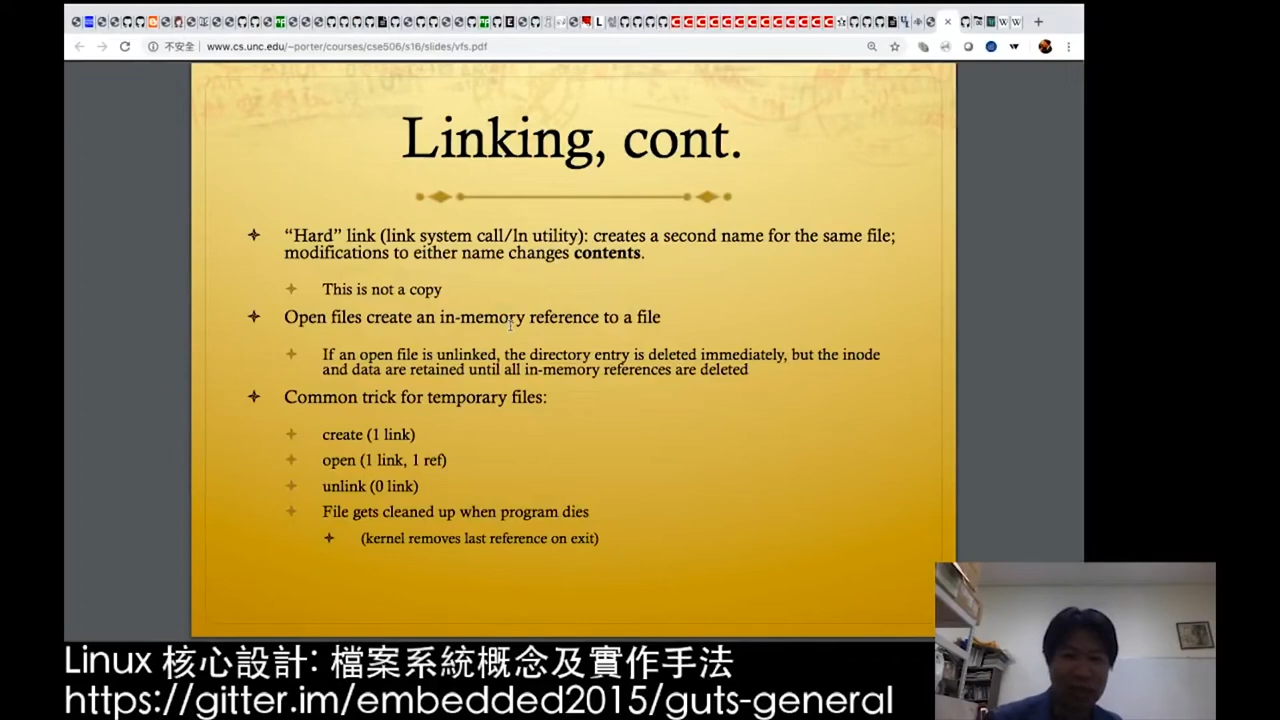 不安全
www.cs.unc.edu/~porter/courses/cse506/s16/slides/vfs.pdf
Linking, cont.
“Hard” link (link system call/ln utility): creates a second name for the same file;
modifications to either name changes contents.
This is not a copy
Open files create an in-memory reference to a file
If an open file is unlinked, the directory entry is deleted immediately, but the inode
and data are retained until all in-memory references are deleted
Common trick for temporary files:
create (1 link)
open (1 link, 1 ref)
unlink (0 link)
File gets cleaned up when program dies
(kernel removes last reference on exit)
Linux 核心設計: 檔案系統概念及實作手法
https://gitter.im/embedded2015/guts-general